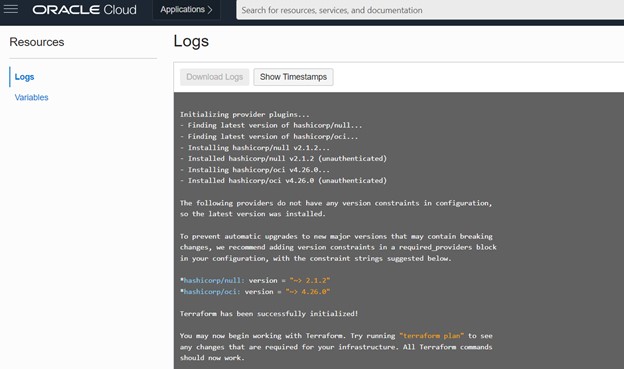 ORACLE Cloud
Applications >
Search for resources, services, and documentation
Resources
Logs
Variables
Logs
Download Logs
Show Timestamps
Initializing provider plugins...
- Finding latest version of hashicorp/null...
- Finding latest version of hashicorp/oci...
- Installing hashicorp/null v2.1.2...
- Installed hashicorp/null v2.1.2 (unauthenticated)
- Installing hashicorp/oci v4.26.0...
- Installed hashicorp/oci v4.26.0 (unauthenticated)
The following providers do not have any version constraints in configuration,
so the latest version was installed.
To prevent automatic upgrades to new major versions that may contain breaking
changes, we recommend adding version constraints in a required_providers block
in your configuration, with the constraint strings suggested below.
*hashicorp/null: version = "~> 2.1.2"
*hashicorp/oci: version = "~> 4.26.0"
Terraform has been successfully initialized!
You may now begin working with Terraform. Try running "terraform plan" to see
any changes that are required for your infrastructure. All Terraform commands
should now work.